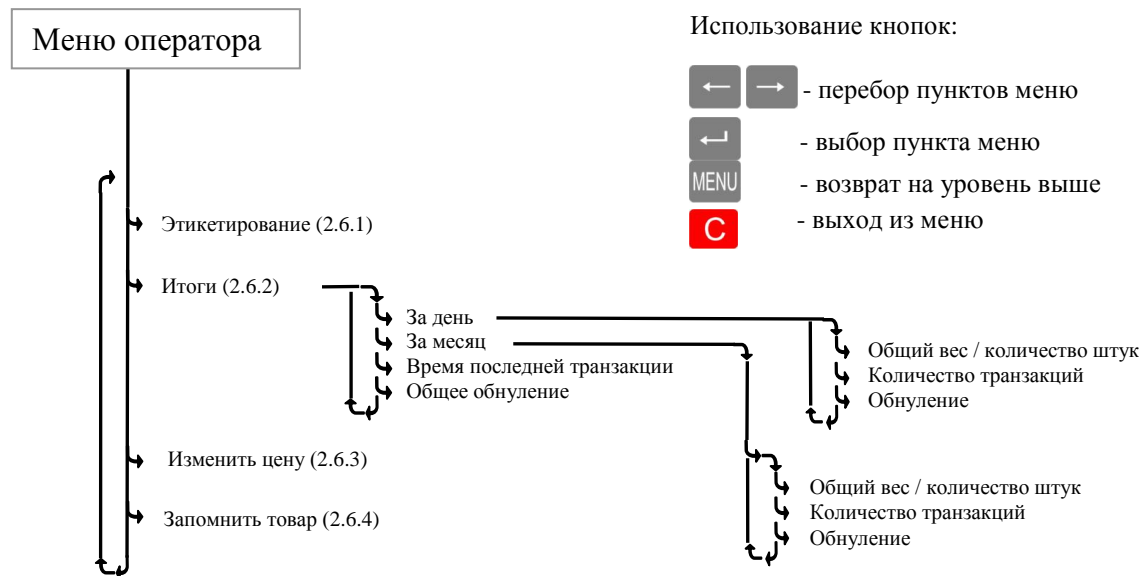 Меню оператора
Использование кнопок:
← → - перебор пунктов меню
↵ - выбор пункта меню
MENU - возврат на уровень выше
C - выход из меню
Этикетирование (2.6.1)
Итоги (2.6.2)
За день
За месяц
Время последней транзакции
Общее обнуление
Общий вес / количество штук
Количество транзакций
Обнуление
Изменить цену (2.6.3)
Запомнить товар (2.6.4)
Общий вес / количество штук
Количество транзакций
Обнуление